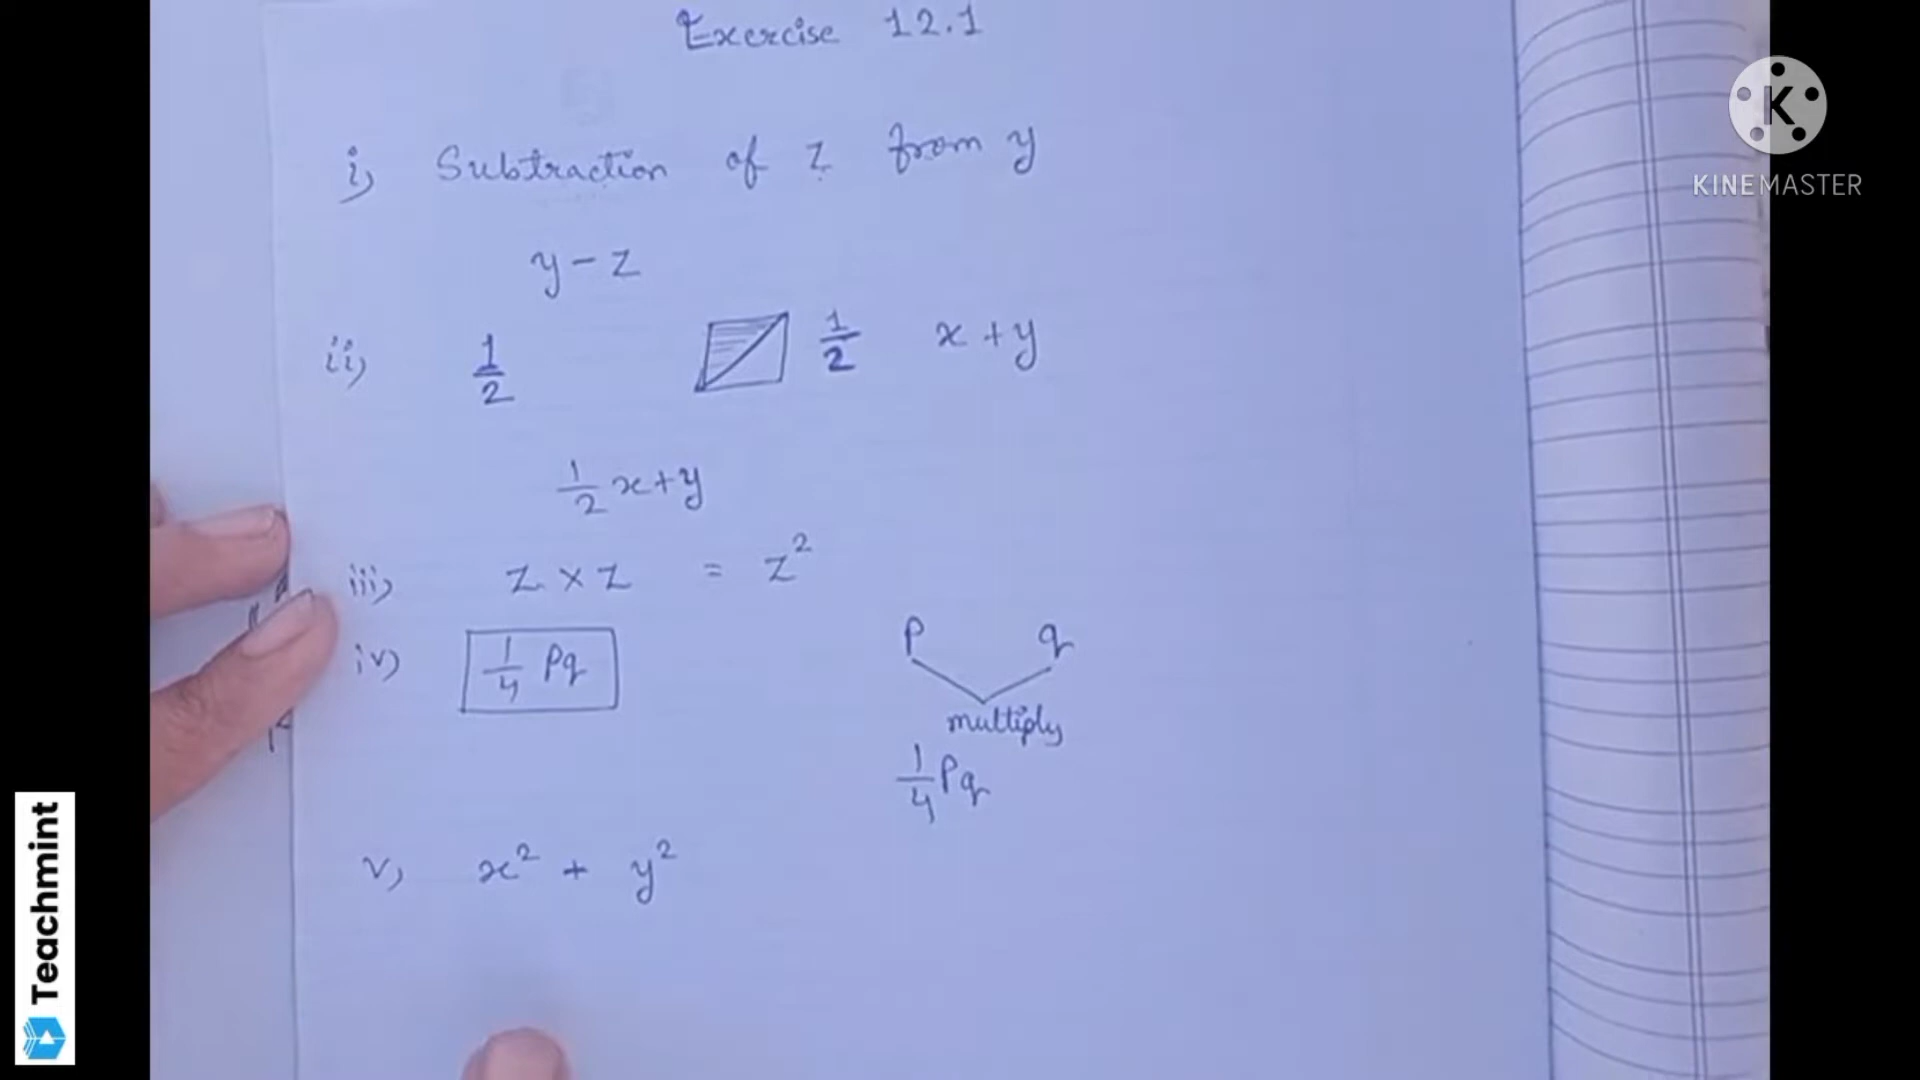 Exercise 12.1
i) Subtraction of z from y
y - z
ii) 1/2 1/2 x + y
1/2 x + y
iii) z x z = z²
iv) 1/4 Pq
P q
multiply
1/4 Pq
v) x² + y²
K
KINEMASTER
Teachmint